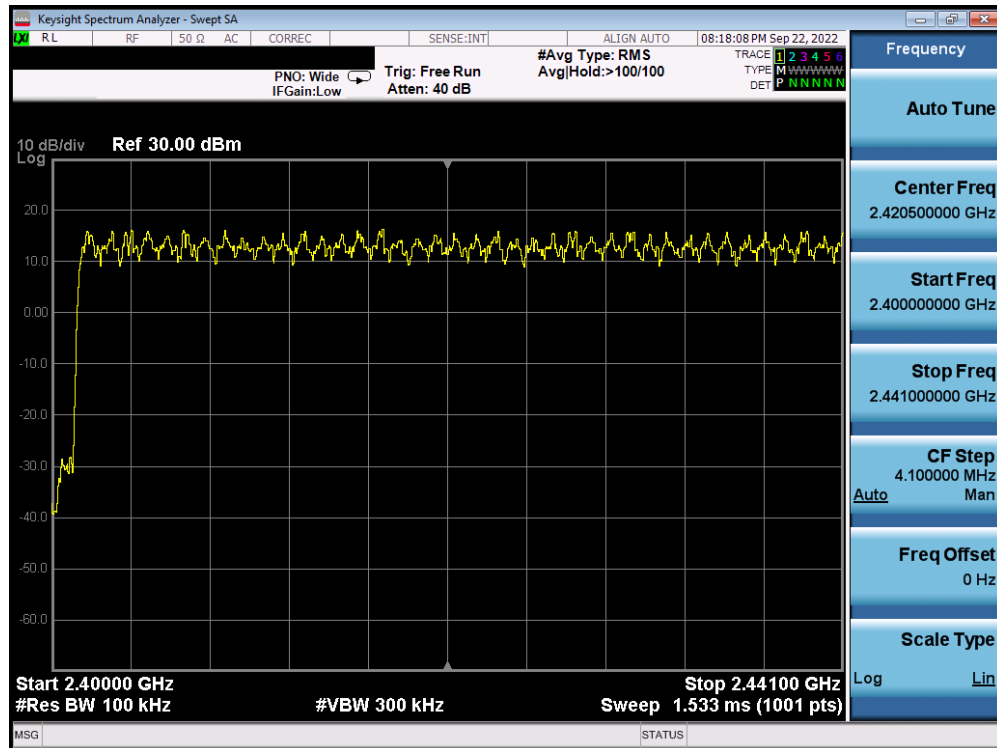 Keysight Spectrum Analyzer - Swept SA
LXI RL RF 50 Ω AC CORREC SENSE:INT ALIGN AUTO 08:18:08 PM Sep 22, 2022
#Avg Type: RMS TRACE 1 2 3 4 5 6
PNO: Wide Trig: Free Run Avg|Hold:>100/100 TYPE M WWWWW
IFGain:Low Atten: 40 dB DET P N N N N N
10 dB/div Ref 30.00 dBm
Log
20.0
10.0
0.00
-10.0
-20.0
-30.0
-40.0
-50.0
-60.0
Start 2.40000 GHz Stop 2.44100 GHz
#Res BW 100 kHz #VBW 300 kHz Sweep 1.533 ms (1001 pts)
MSG STATUS
Frequency
Auto Tune
Center Freq
2.420500000 GHz
Start Freq
2.400000000 GHz
Stop Freq
2.441000000 GHz
CF Step
4.100000 MHz
Auto Man
Freq Offset
0 Hz
Scale Type
Log Lin